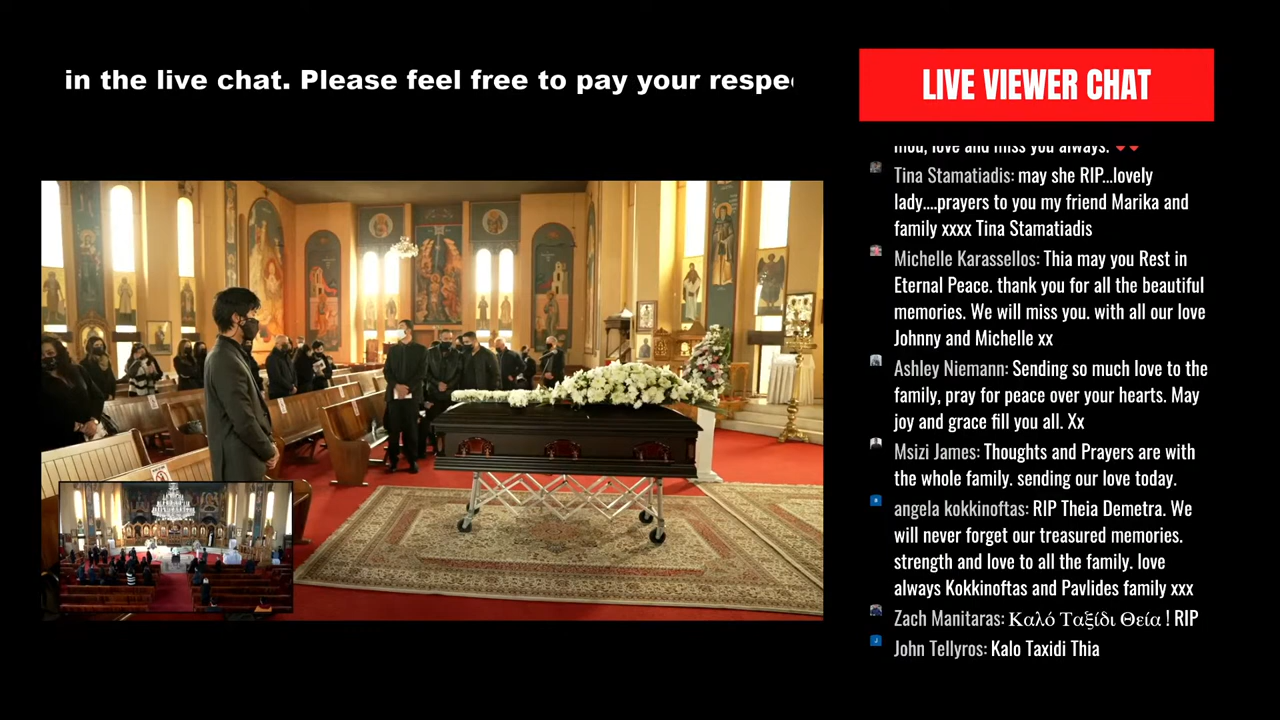 in the live chat. Please feel free to pay your respe
LIVE VIEWER CHAT
mou, love and miss you always.
Tina Stamatiadis: may she RIP...lovely
lady....prayers to you my friend Marika and
family xxxx Tina Stamatiadis
Michelle Karassellos: Thia may you Rest in
Eternal Peace. thank you for all the beautiful
memories. We will miss you. with all our love
Johnny and Michelle xx
Ashley Niemann: Sending so much love to the
family, pray for peace over your hearts. May
joy and grace fill you all. Xx
Msizi James: Thoughts and Prayers are with
the whole family. sending our love today.
angela kokkinoftas: RIP Theia Demetra. We
will never forget our treasured memories.
strength and love to all the family. love
always Kokkinoftas and Pavlides family xxx
Zach Manitaras: Καλό Ταξίδι Θεία ! RIP
John Tellyros: Kalo Taxidi Thia